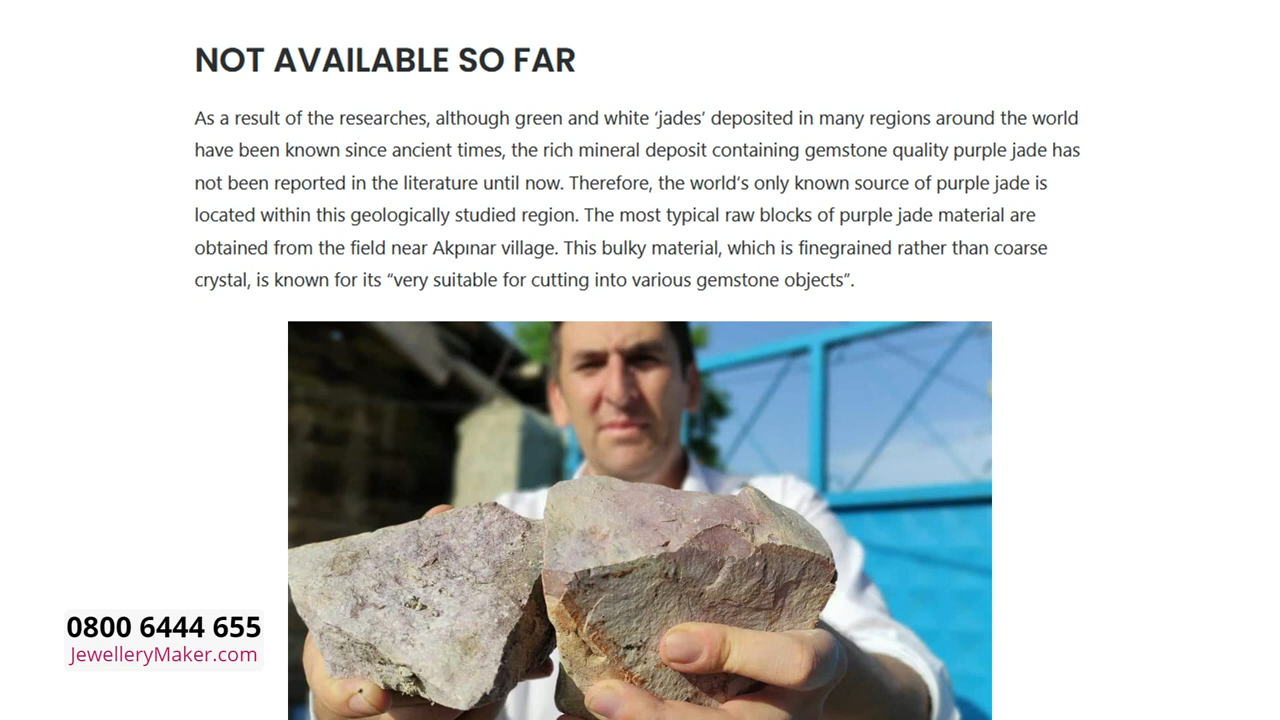 NOT AVAILABLE SO FAR
As a result of the researches, although green and white ‘jades’ deposited in many regions around the world
have been known since ancient times, the rich mineral deposit containing gemstone quality purple jade has
not been reported in the literature until now. Therefore, the world’s only known source of purple jade is
located within this geologically studied region. The most typical raw blocks of purple jade material are
obtained from the field near Akpınar village. This bulky material, which is finegrained rather than coarse
crystal, is known for its “very suitable for cutting into various gemstone objects”.
0800 6444 655
JewelleryMaker.com